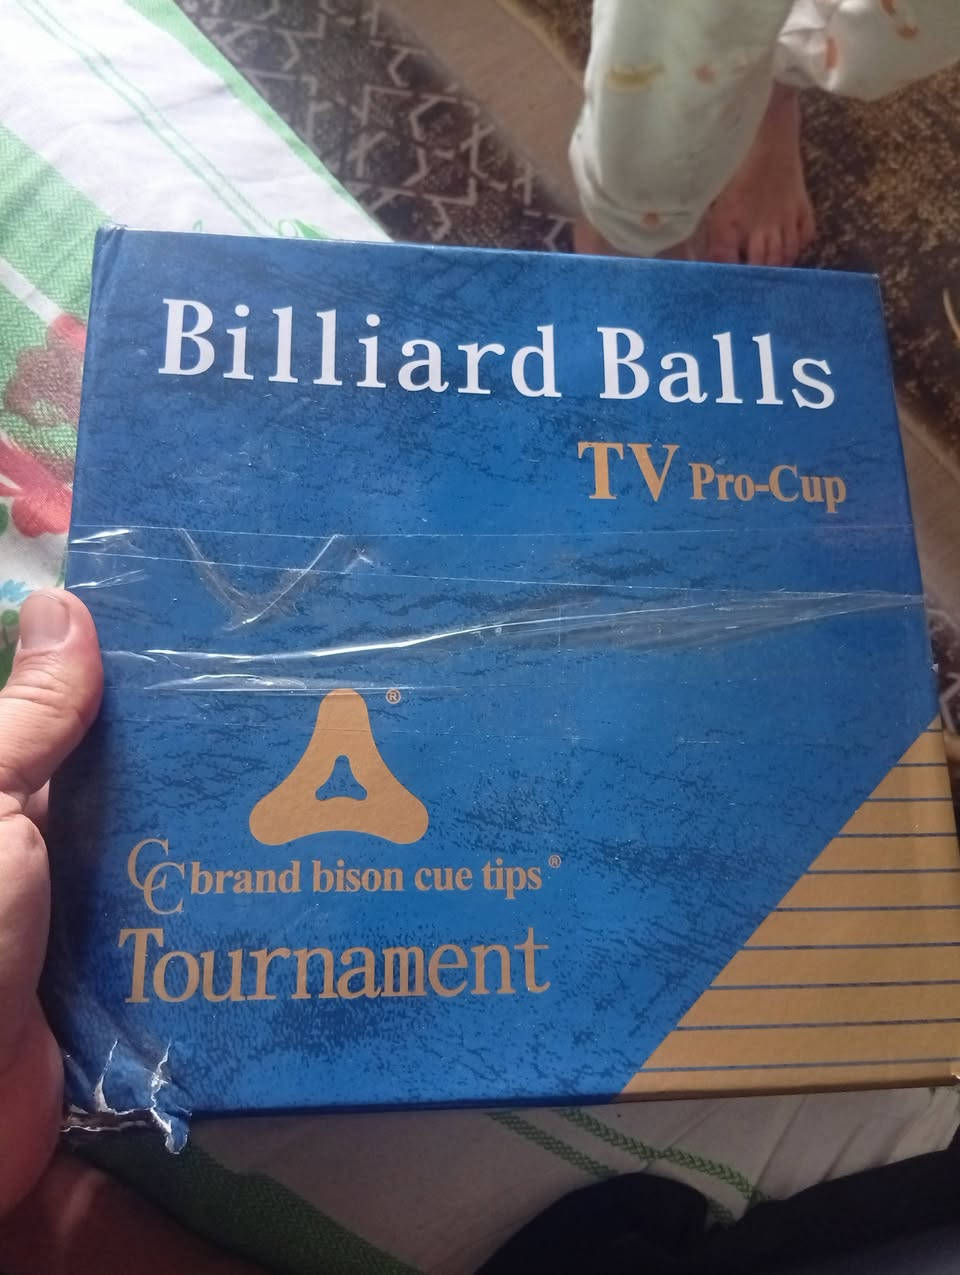 Billiard Balls
TV Pro-Cup
®
CC brand bison cue tips®
Tournament